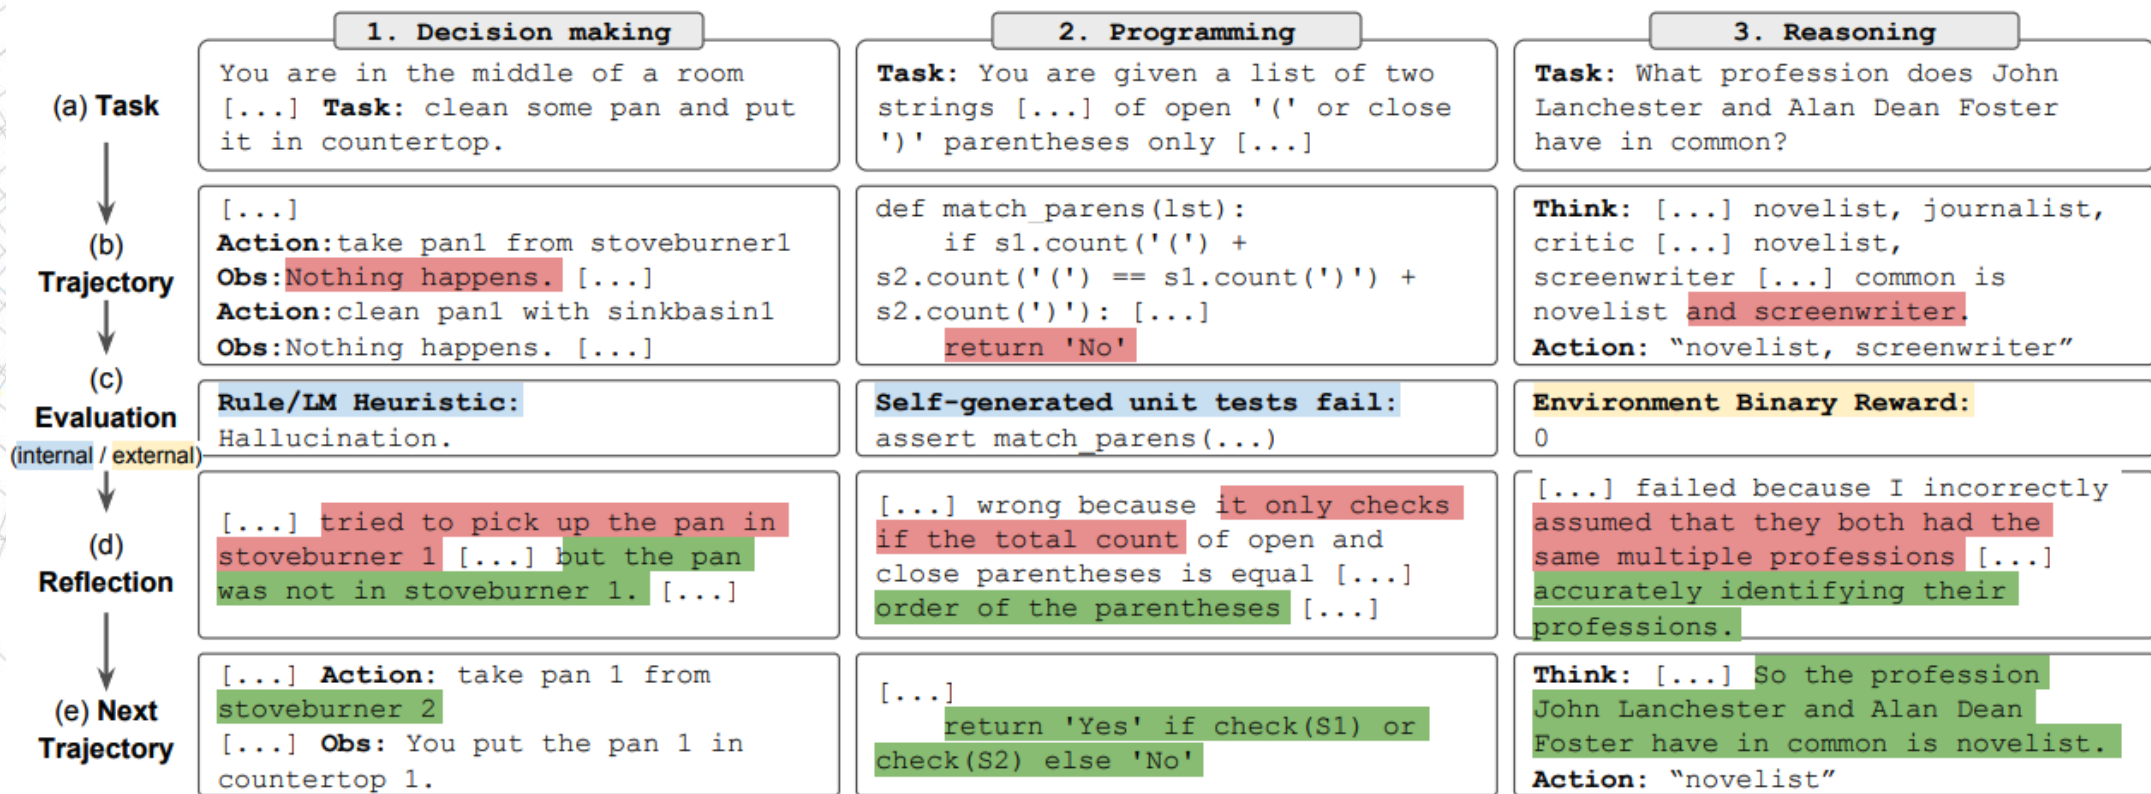 1. Decision making
2. Programming
3. Reasoning
(a) Task
You are in the middle of a room
[...] Task: clean some pan and put
it in countertop.
Task: You are given a list of two
strings [...] of open '(' or close
')' parentheses only [...]
Task: What profession does John
Lanchester and Alan Dean Foster
have in common?
(b)
Trajectory
[...]
Action:take pan1 from stoveburner1
Obs:Nothing happens. [...]
Action:clean pan1 with sinkbasin1
Obs:Nothing happens. [...]
def match_parens(lst):
if s1.count('(') +
s2.count('(') == s1.count(')') +
s2.count(')'): [...]
return 'No'
Think: [...] novelist, journalist,
critic [...] novelist,
screenwriter [...] common is
novelist and screenwriter.
Action: “novelist, screenwriter”
(c)
Evaluation
(internal / external)
Rule/LM Heuristic:
Hallucination.
Self-generated unit tests fail:
assert match_parens(...)
Environment Binary Reward:
0
(d)
Reflection
[...] tried to pick up the pan in
stoveburner 1 [...] but the pan
was not in stoveburner 1. [...]
[...] wrong because it only checks
if the total count of open and
close parentheses is equal [...]
order of the parentheses [...]
[...] failed because I incorrectly
assumed that they both had the
same multiple professions [...]
accurately identifying their
professions.
(e) Next
Trajectory
[...] Action: take pan 1 from
stoveburner 2
[...] Obs: You put the pan 1 in
countertop 1.
[...]
return 'Yes' if check(S1) or
check(S2) else 'No'
Think: [...] So the profession
John Lanchester and Alan Dean
Foster have in common is novelist.
Action: “novelist”